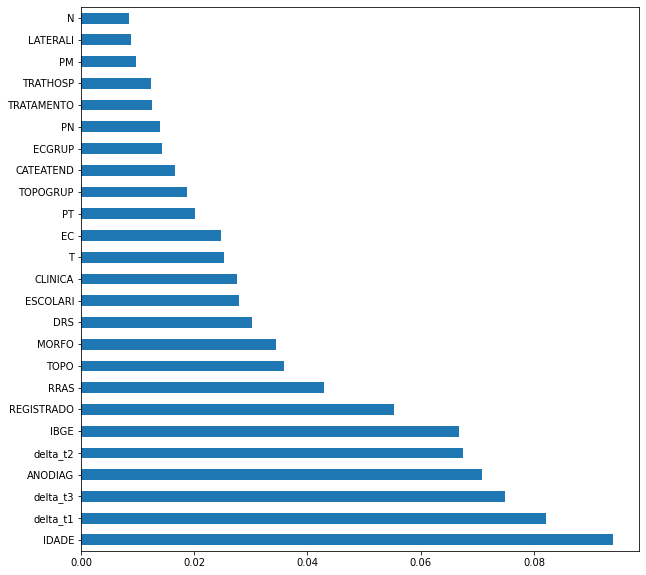 N
LATERALI
PM
TRATHOSP
TRATAMENTO
PN
ECGRUP
CATEATEND
TOPOGRUP
PT
EC
T
CLINICA
ESCOLARI
DRS
MORFO
TOPO
RRAS
REGISTRADO
IBGE
delta_t2
ANODIAG
delta_t3
delta_t1
IDADE
0.00 0.02 0.04 0.06 0.08